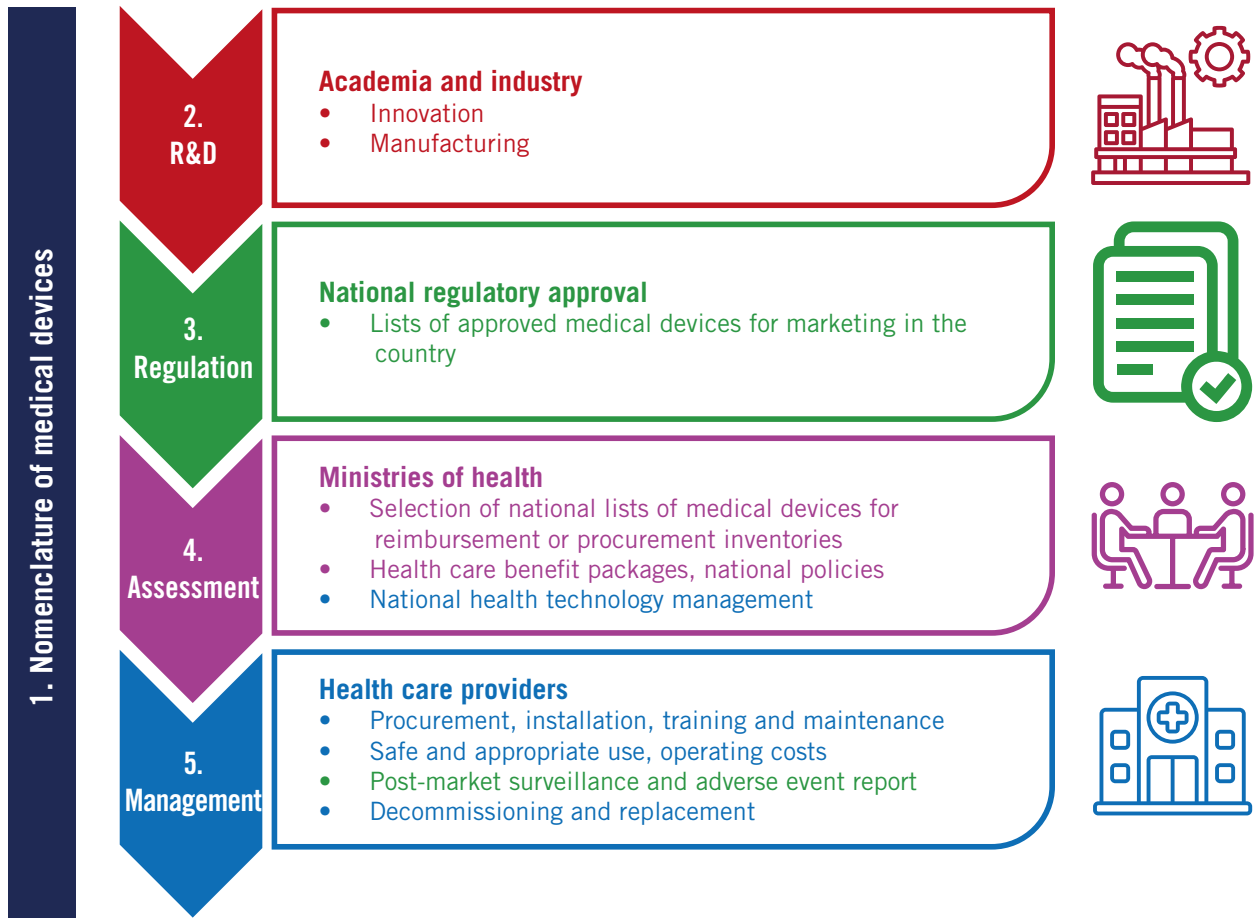 1. Nomenclature of medical devices
2.
R&D
Academia and industry
• Innovation
• Manufacturing
3.
Regulation
National regulatory approval
• Lists of approved medical devices for marketing in the
country
4.
Assessment
Ministries of health
• Selection of national lists of medical devices for
reimbursement or procurement inventories
• Health care benefit packages, national policies
• National health technology management
5.
Management
Health care providers
• Procurement, installation, training and maintenance
• Safe and appropriate use, operating costs
• Post-market surveillance and adverse event report
• Decommissioning and replacement